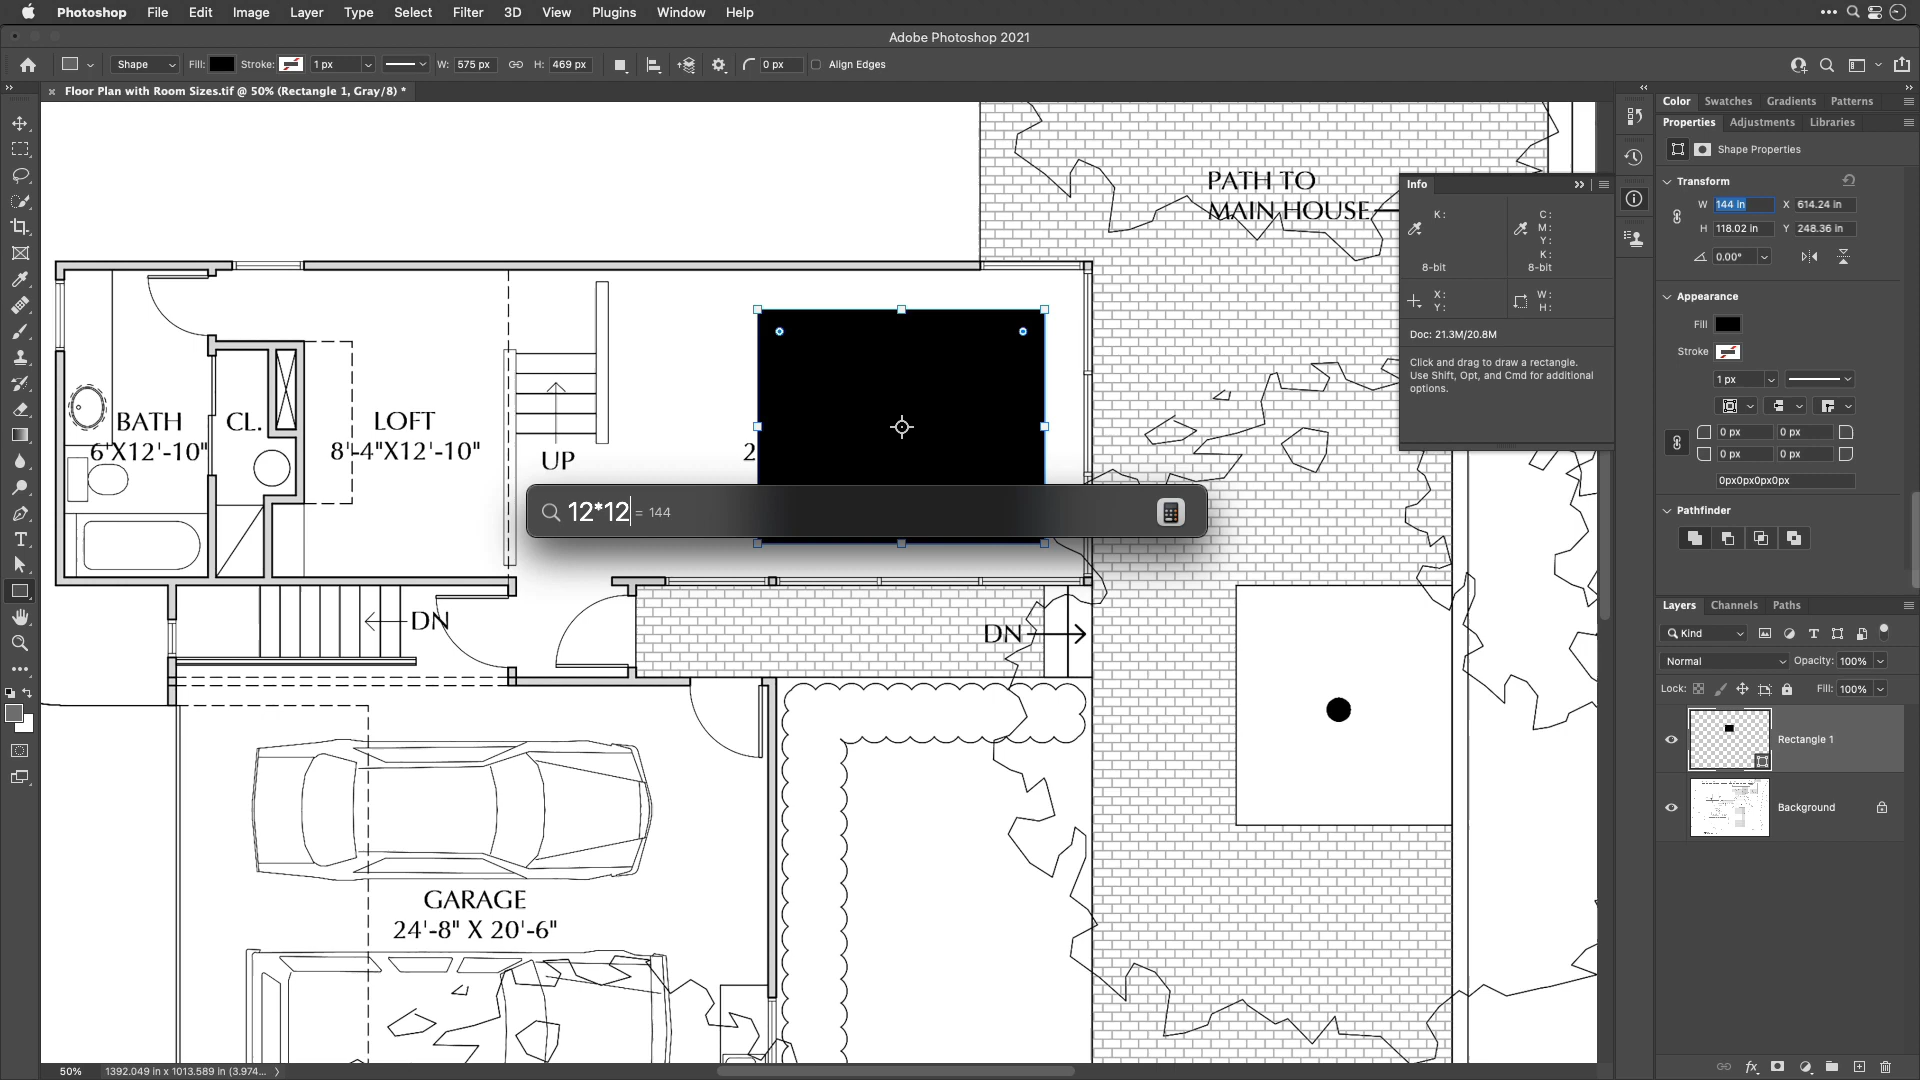 Photoshop File Edit Image Layer Type Select Filter 3D View Plugins Window Help
Adobe Photoshop 2021
Shape Fill: Stroke: 1 px W: 575 px H: 469 px 0 px Align Edges
× Floor Plan with Room Sizes.tif @ 50% (Rectangle 1, Gray/8) *
Color Swatches Gradients Patterns
Properties Adjustments Libraries
Shape Properties
Transform
W 144 in X 614.24 in
H 118.02 in Y 248.36 in
0.00°
Appearance
Fill
Stroke
1 px
0 px 0 px
0 px 0 px
0px0px0px0px
Pathfinder
Info
K:
C:
M:
Y:
K:
8-bit 8-bit
X:
Y:
W:
H:
Doc: 21.3M/20.8M
Click and drag to draw a rectangle.
Use Shift, Opt, and Cmd for additional
options.
PATH TO
MAIN HOUSE
BATH
6'X12'-10"
CL.
LOFT
8'-4"X12'-10"
UP
2
12*12 = 144
DN
DN
GARAGE
24'-8" X 20'-6"
Layers Channels Paths
Kind
Normal Opacity: 100%
Lock: Fill: 100%
Rectangle 1
Background
fx
50% 1392.049 in x 1013.589 in (3.974...